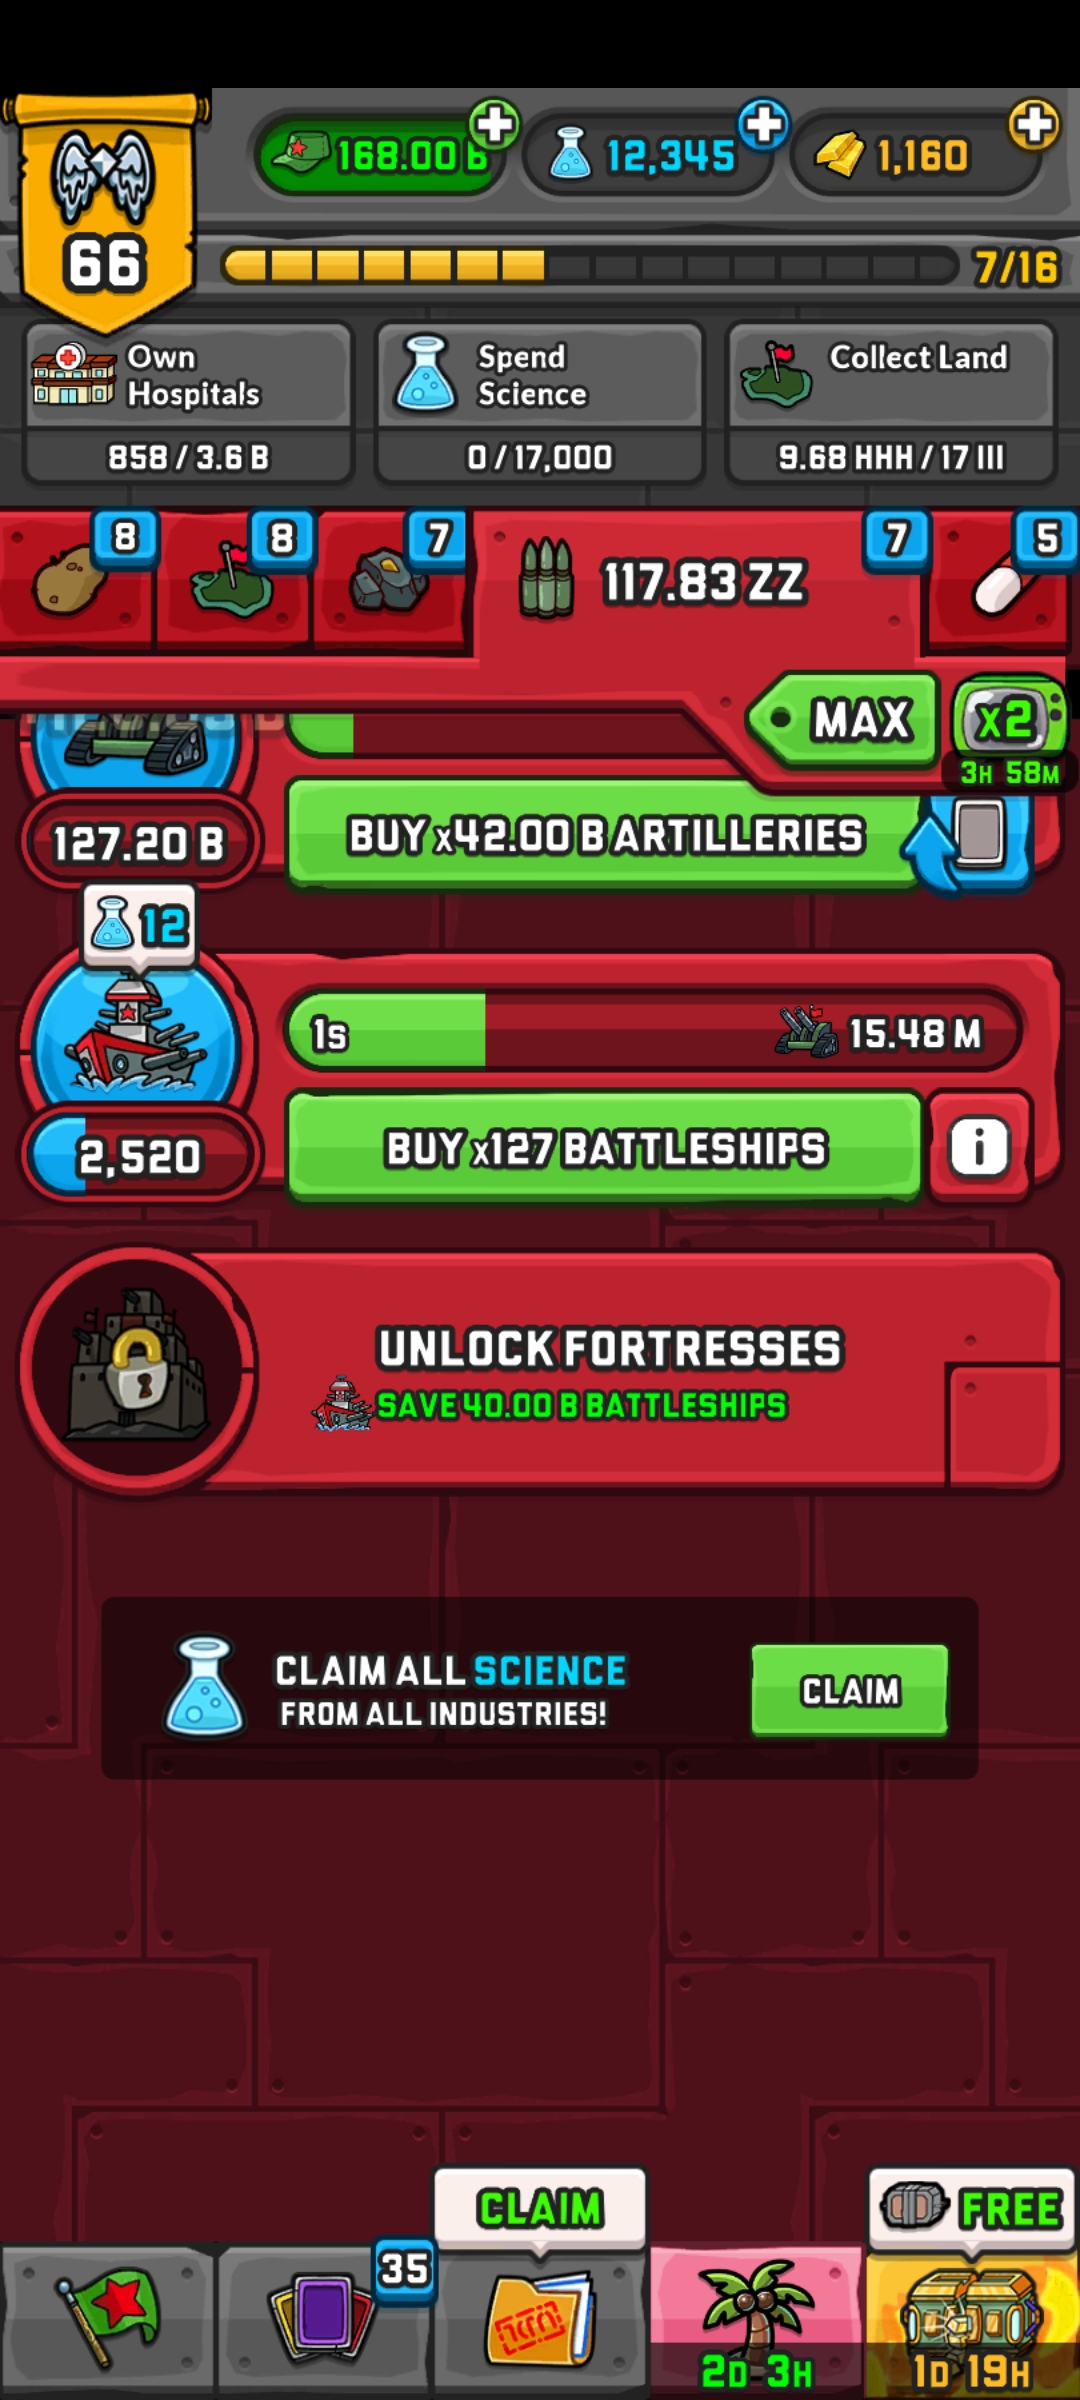 168.00 B
12,345
1,160
66
7/16
Own
Hospitals
858 / 3.6 B
Spend
Science
0 / 17,000
Collect Land
9.68 HHH / 17 III
8
8
7
117.83 ZZ
7
5
MAX
x2
3H 58M
127.20 B
BUY x42.00 B ARTILLERIES
12
1s
15.48 M
2,520
BUY x127 BATTLESHIPS
i
UNLOCK FORTRESSES
SAVE 40.00 B BATTLESHIPS
CLAIM ALL SCIENCE
FROM ALL INDUSTRIES!
CLAIM
CLAIM
FREE
35
2D 3H
1D 19H